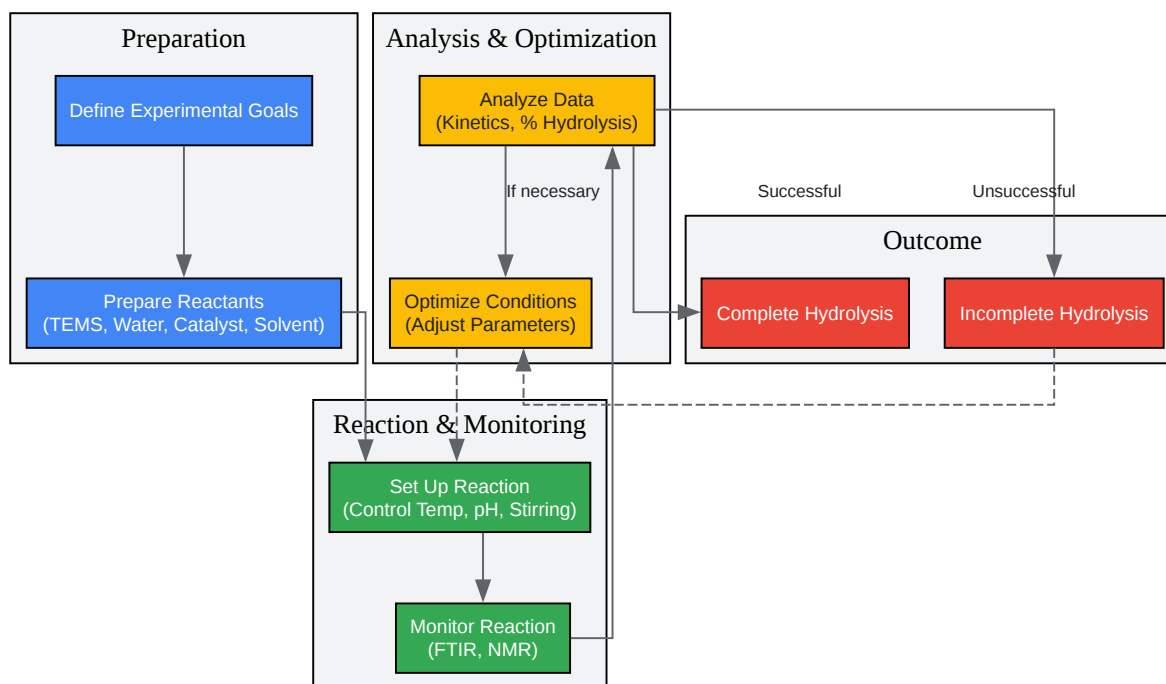 Preparation
Define Experimental Goals
Prepare Reactants
(TEMS, Water, Catalyst, Solvent)
Analysis & Optimization
Analyze Data
(Kinetics, % Hydrolysis)
If necessary
Optimize Conditions
(Adjust Parameters)
Successful
Unsuccessful
Outcome
Complete Hydrolysis
Incomplete Hydrolysis
Reaction & Monitoring
Set Up Reaction
(Control Temp, pH, Stirring)
Monitor Reaction
(FTIR, NMR)